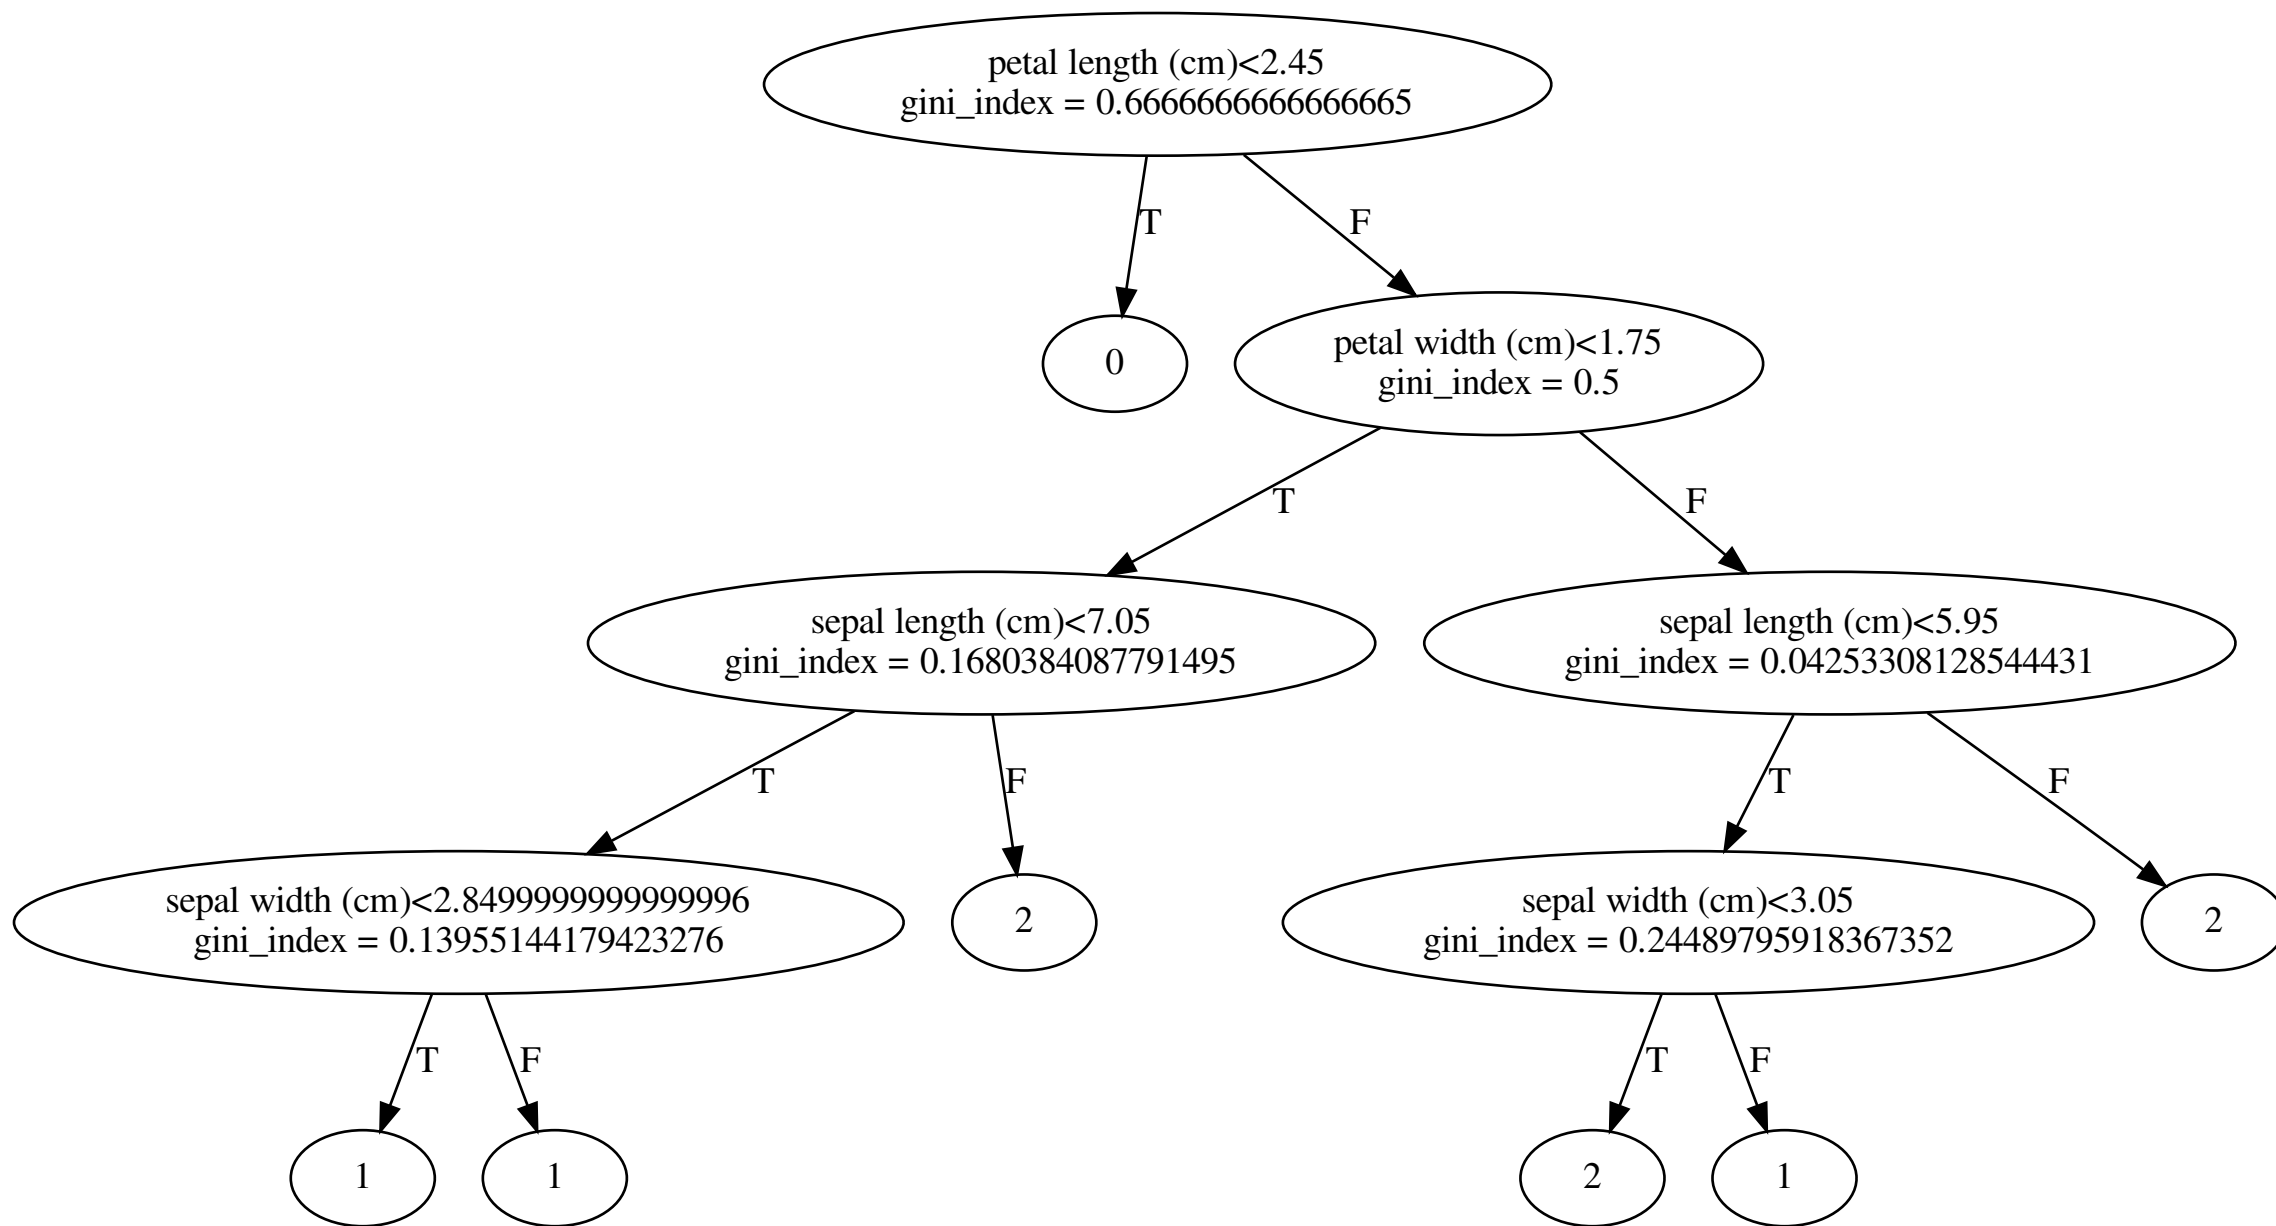 petal length (cm)<2.45
gini_index = 0.6666666666666665
T
F
0
petal width (cm)<1.75
gini_index = 0.5
T
F
sepal length (cm)<7.05
gini_index = 0.1680384087791495
sepal length (cm)<5.95
gini_index = 0.04253308128544431
T
F
T
F
sepal width (cm)<2.8499999999999996
gini_index = 0.13955144179423276
2
sepal width (cm)<3.05
gini_index = 0.24489795918367352
2
T
F
T
F
1
1
2
1